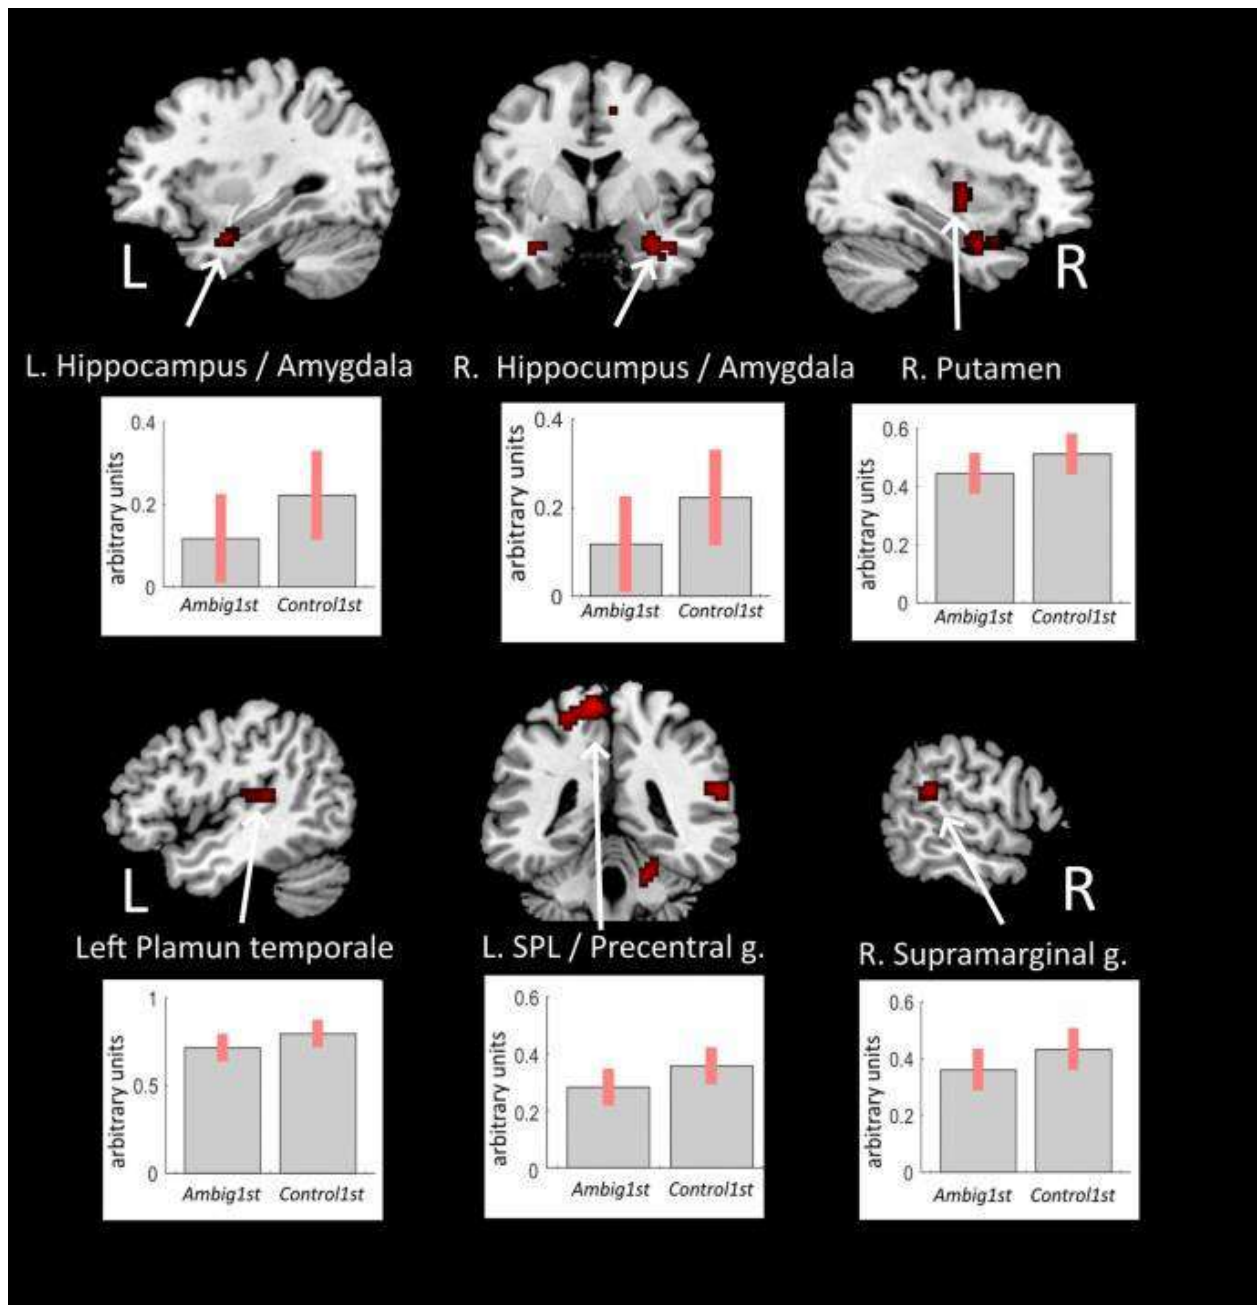 L
R
L. Hippocampus / Amygdala
R. Hippocumpus / Amygdala
R. Putamen
arbitrary units
0.4
0.2
0
Ambig1st Control1st
arbitrary units
0.4
0.2
0
Ambig1st Control1st
arbitrary units
0.6
0.4
0.2
0
Ambig1st Control1st
L
R
Left Plamun temporale
L. SPL / Precentral g.
R. Supramarginal g.
arbitrary units
1
0.5
0
Ambig1st Control1st
arbitrary units
0.6
0.4
0.2
0
Ambig1st Control1st
arbitrary units
0.6
0.4
0.2
0
Ambig1st Control1st